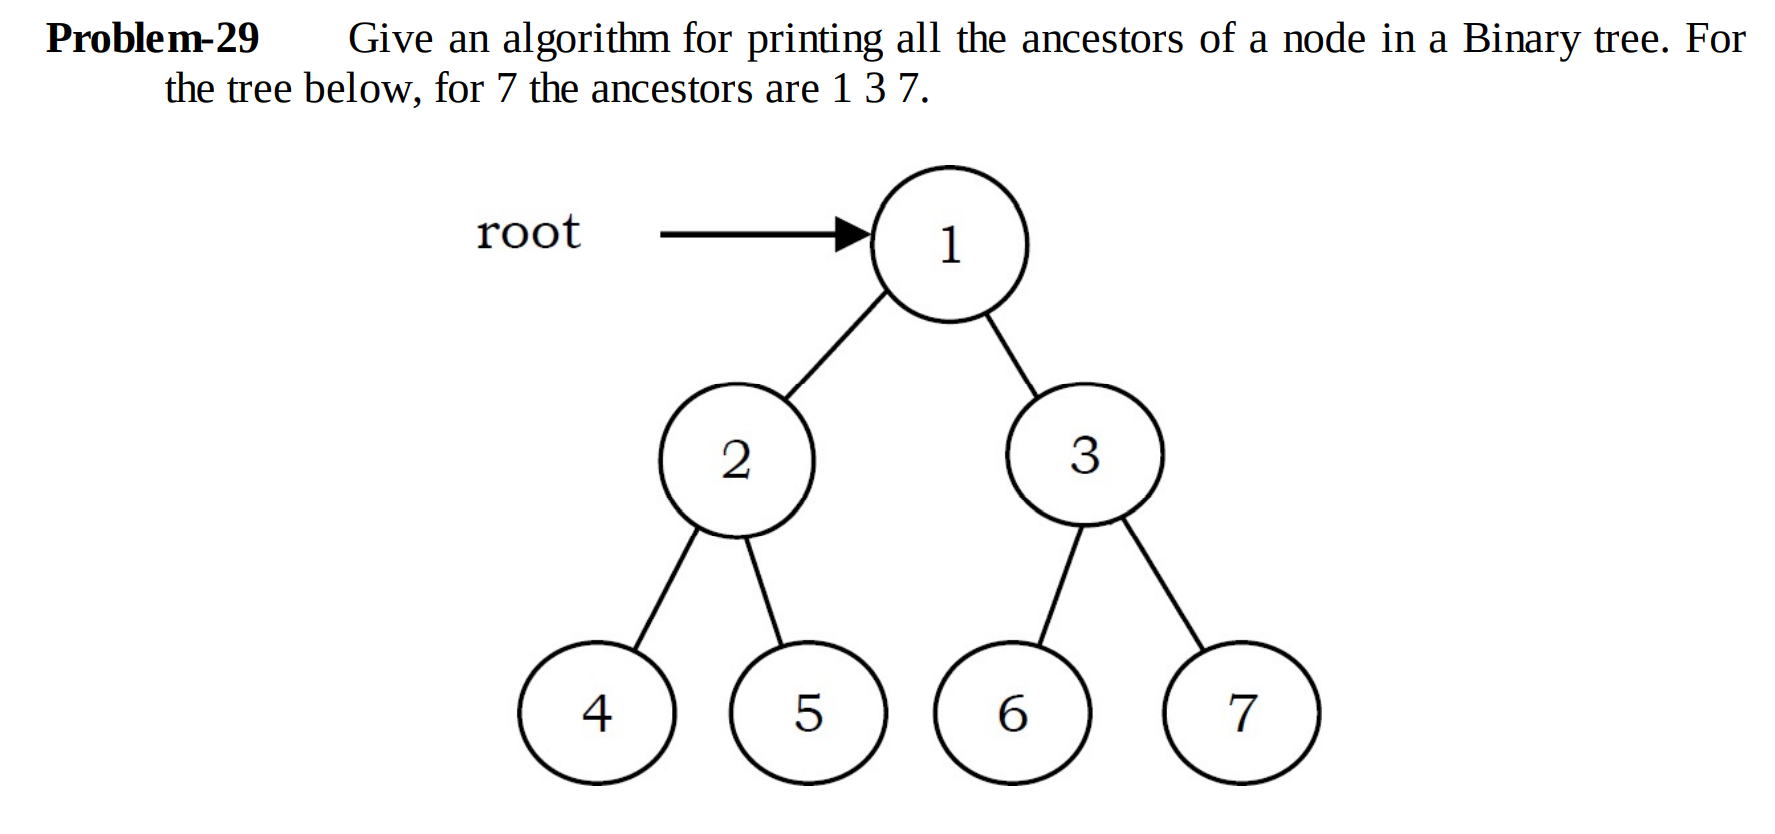 Problem-29 Give an algorithm for printing all the ancestors of a node in a Binary tree. For
the tree below, for 7 the ancestors are 1 3 7.
root
1
2
3
4
5
6
7